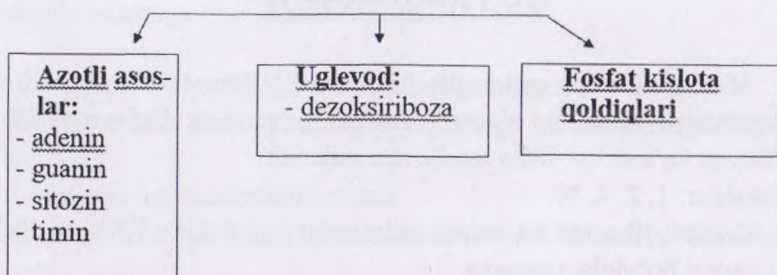 Azotli asos-
lar:
- adenin
- guanin
- sitozin
- timin
Uglevod:
- dezoksiriboza
Fosfat kislota
qoldiqlari